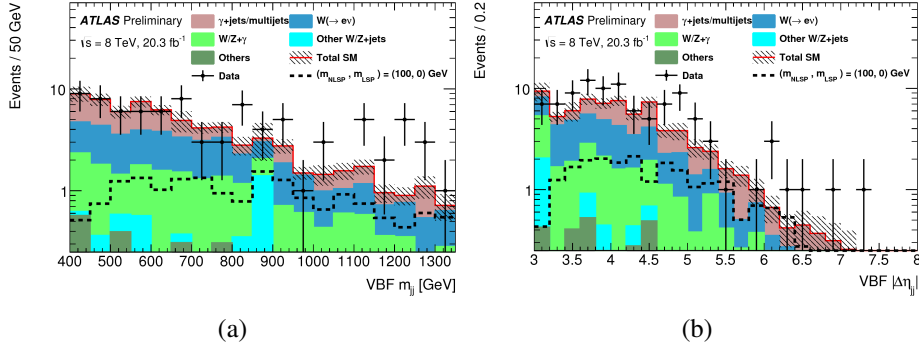 Events / 50 GeV
ATLAS Preliminary
√s = 8 TeV, 20.3 fb⁻¹
γ+jets/multijets
W(→ eν)
W/Z+γ
Other W/Z+jets
Others
Total SM
Data
(m_NLSP, m_LSP) = (100, 0) GeV
10
1
400 500 600 700 800 900 1000 1100 1200 1300
VBF m_jj [GeV]
(a)
Events / 0.2
ATLAS Preliminary
√s = 8 TeV, 20.3 fb⁻¹
γ+jets/multijets
W(→ eν)
W/Z+γ
Other W/Z+jets
Others
Total SM
Data
(m_NLSP, m_LSP) = (100, 0) GeV
10
1
3 3.5 4 4.5 5 5.5 6 6.5 7 7.5 8
VBF |Δη_jj|
(b)